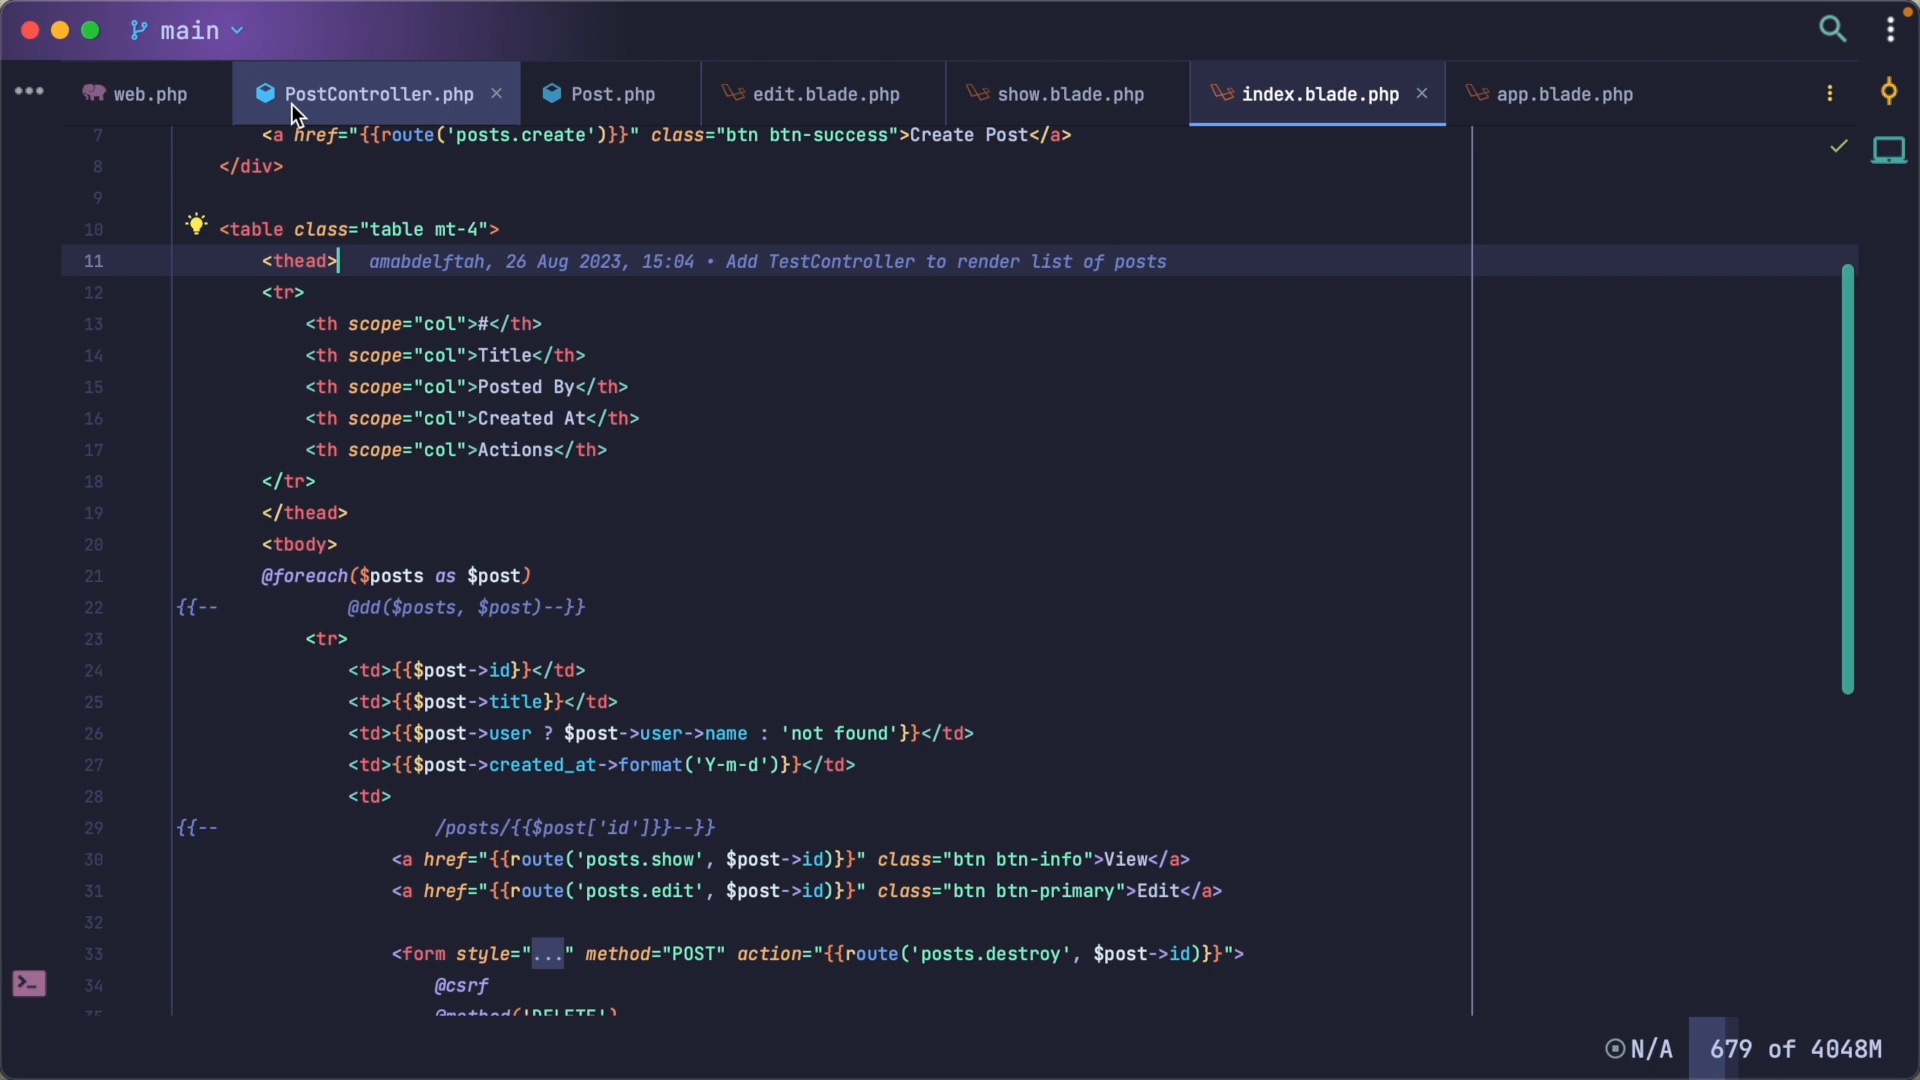 main
web.php
PostController.php
Post.php
edit.blade.php
show.blade.php
index.blade.php
app.blade.php
7 <a href="{{route('posts.create')}}" class="btn btn-success">Create Post</a>
8 </div>
9
10 <table class="table mt-4">
11 <thead> amabdelftah, 26 Aug 2023, 15:04 • Add TestController to render list of posts
12 <tr>
13 <th scope="col">#</th>
14 <th scope="col">Title</th>
15 <th scope="col">Posted By</th>
16 <th scope="col">Created At</th>
17 <th scope="col">Actions</th>
18 </tr>
19 </thead>
20 <tbody>
21 @foreach($posts as $post)
22 {{-- @dd($posts, $post)--}}
23 <tr>
24 <td>{{$post->id}}</td>
25 <td>{{$post->title}}</td>
26 <td>{{$post->user ? $post->user->name : 'not found'}}</td>
27 <td>{{$post->created_at->format('Y-m-d')}}</td>
28 <td>
29 {{-- /posts/{{$post['id']}}--}}
30 <a href="{{route('posts.show', $post->id)}}" class="btn btn-info">View</a>
31 <a href="{{route('posts.edit', $post->id)}}" class="btn btn-primary">Edit</a>
32
33 <form style="..." method="POST" action="{{route('posts.destroy', $post->id)}}">
34 @csrf
35 @method('DELETE')
N/A 679 of 4048M